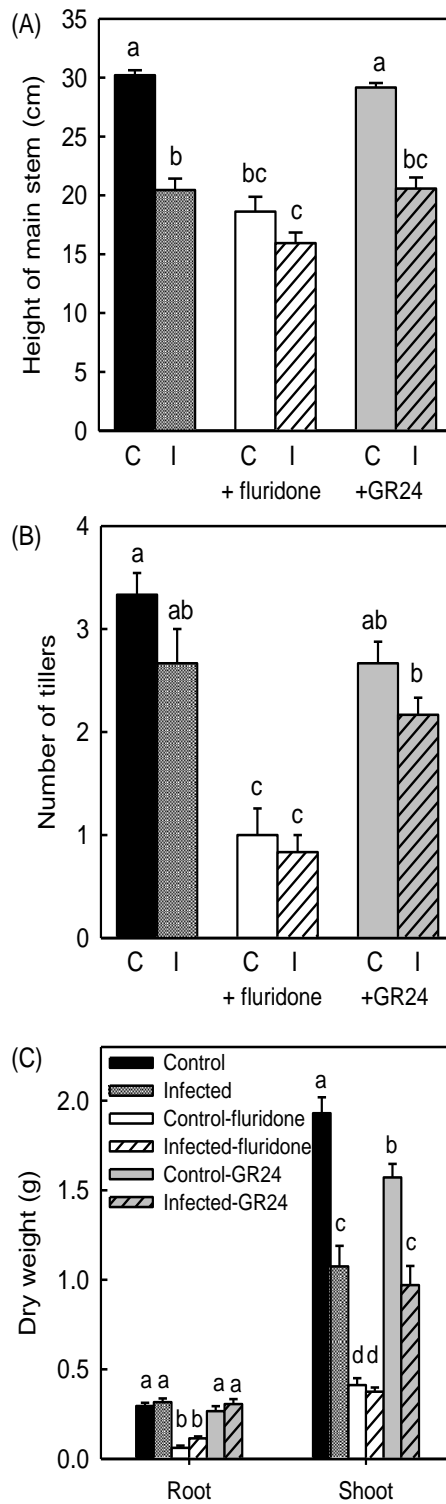 (A)
Height of main stem (cm)
35
30
25
20
15
10
5
0
a
b
bc
c
a
bc
C I C I C I
+ fluridone +GR24
(B)
Number of tillers
4
3
2
1
0
a
ab
c
c
ab
b
C I C I C I
+ fluridone +GR24
(C)
Dry weight (g)
2.0
1.5
1.0
0.5
0.0
Control
Infected
Control-fluridone
Infected-fluridone
Control-GR24
Infected-GR24
a a b b a a
a
c
d d
b
c
Root Shoot